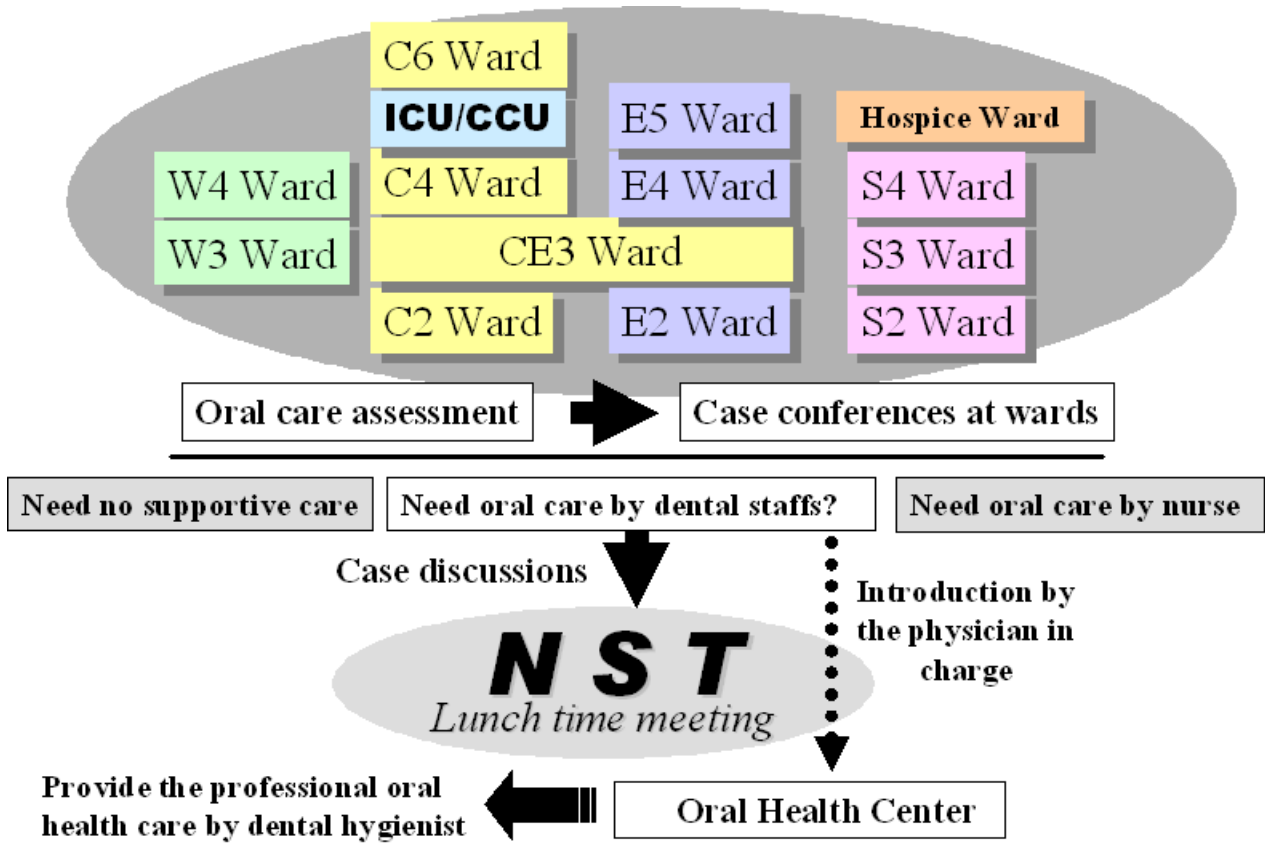 C6 Ward
ICU/CCU
E5 Ward
Hospice Ward
W4 Ward
C4 Ward
E4 Ward
S4 Ward
W3 Ward
CE3 Ward
S3 Ward
C2 Ward
E2 Ward
S2 Ward
Oral care assessment
Case conferences at wards
Need no supportive care
Need oral care by dental staffs?
Need oral care by nurse
Case discussions
Introduction by
the physician in
charge
N S T
Lunch time meeting
Provide the professional oral
health care by dental hygienist
Oral Health Center